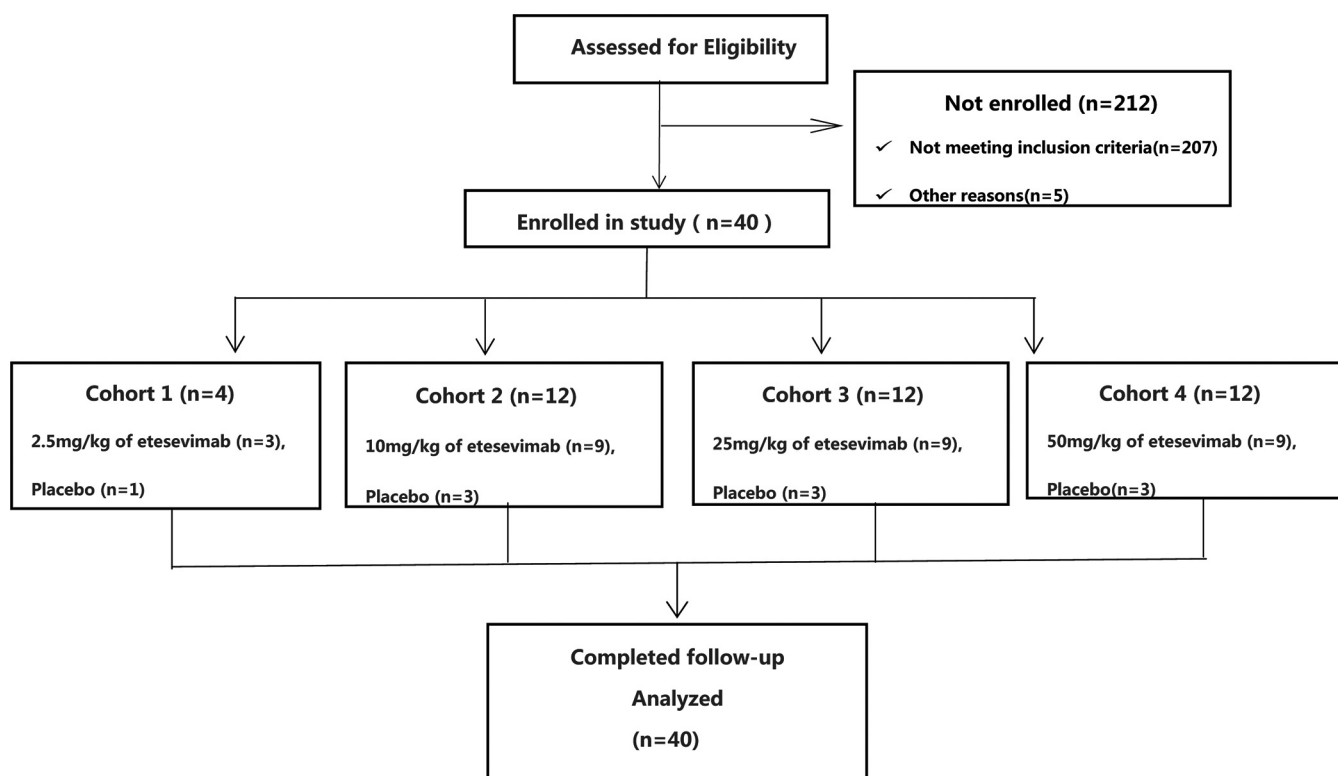 Assessed for Eligibility
Not enrolled (n=212)
✓ Not meeting inclusion criteria(n=207)
✓ Other reasons(n=5)
Enrolled in study ( n=40 )
Cohort 1 (n=4)
2.5mg/kg of etesevimab (n=3),
Placebo (n=1)
Cohort 2 (n=12)
10mg/kg of etesevimab (n=9),
Placebo (n=3)
Cohort 3 (n=12)
25mg/kg of etesevimab (n=9),
Placebo (n=3)
Cohort 4 (n=12)
50mg/kg of etesevimab (n=9),
Placebo(n=3)
Completed follow-up
Analyzed
(n=40)